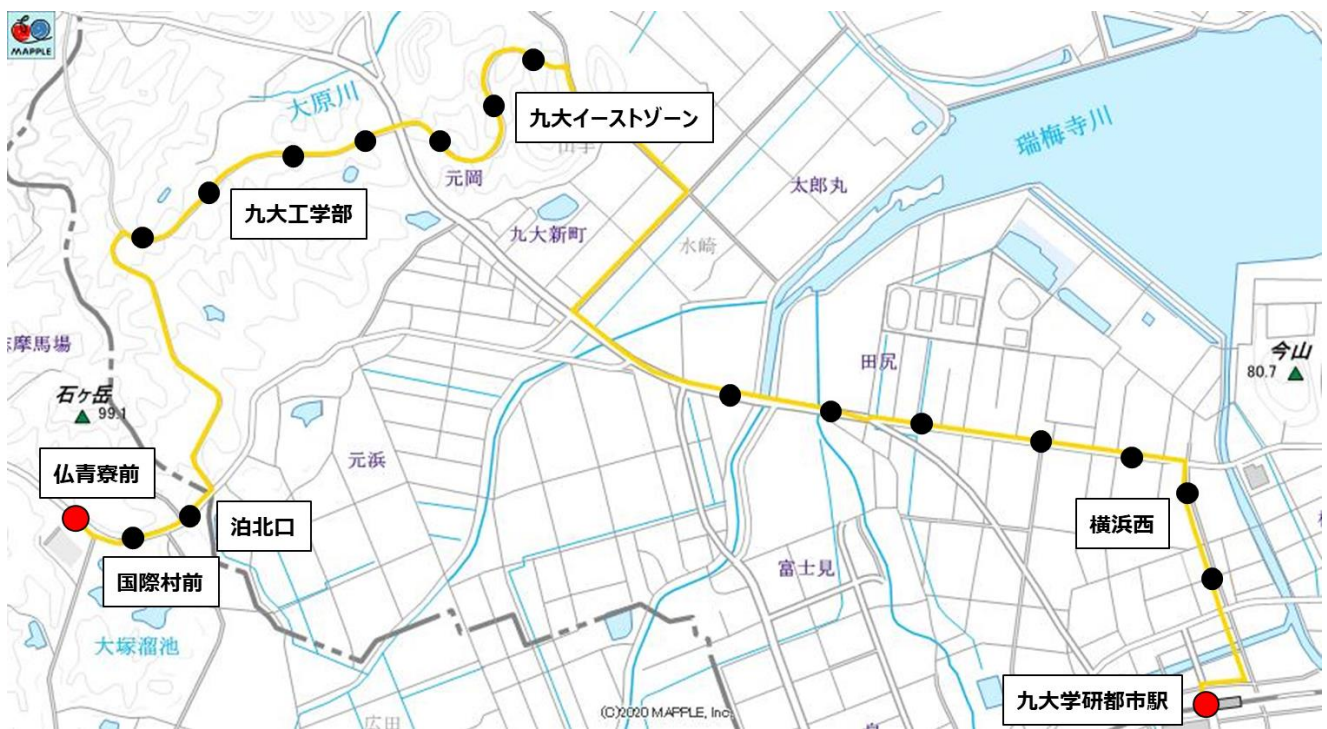 MAPPLE
大原川
九大イーストゾーン
瑞梅寺川
元岡
太郎丸
九大工学部
九大新町
水崎
摩馬場
田尻
今山
80.7
石ヶ岳
99.1
仏青寮前
元浜
泊北口
横浜西
国際村前
富士見
大塚溜池
九大学研都市駅
広田
(C)2020 MAPPLE, Inc.